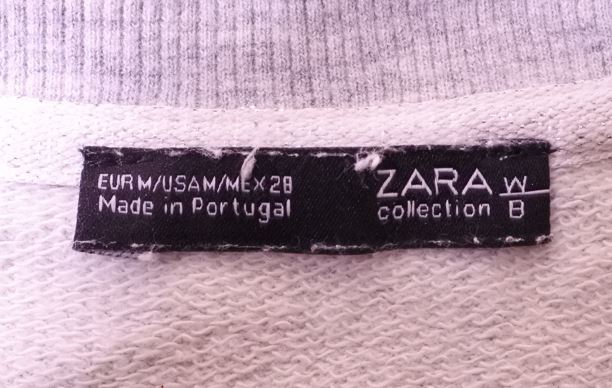 EUR M/USA M/MEX 28
Made in Portugal
ZARA W
collection B